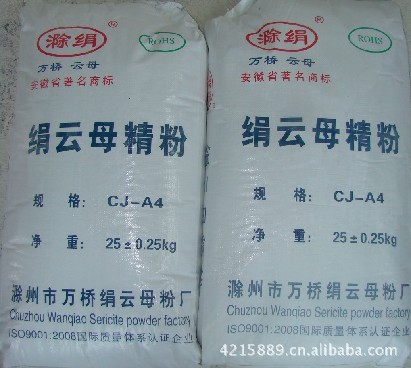 滁绢® ROHS
万桥 云母
安徽省著名商标
绢云母精粉
规 格: CJ-A4
净 重: 25±0.25kg
滁州市万桥绢云母粉厂
Chuzhou Wanqiao Sericite powder factory
ISO9001:2008国际质量体系认证企业
滁绢® ROHS
万桥 云母
安徽省著名商标
绢云母精粉
规 格: CJ-A4
净 重: 25±0.25kg
滁州市万桥绢云母粉厂
Chuzhou Wanqiao Sericite powder factory
ISO9001:2008国际质量体系认证企业
4215889.cn.alibaba.com